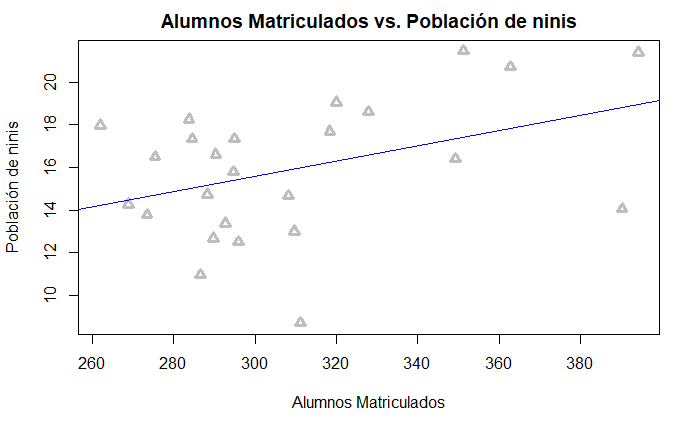 Alumnos Matriculados vs. Población de ninis
Población de ninis
20
18
16
14
12
10
260 280 300 320 340 360 380
Alumnos Matriculados